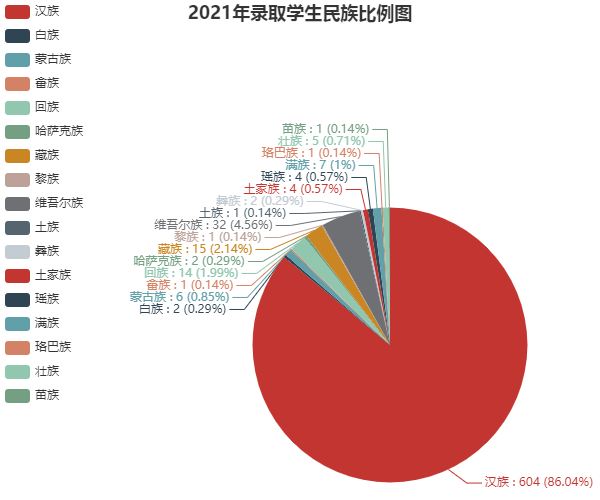 2021年录取学生民族比例图
汉族
白族
蒙古族
畲族
回族
哈萨克族
藏族
黎族
维吾尔族
土族
彝族
土家族
瑶族
满族
珞巴族
壮族
苗族
苗族 : 1 (0.14%)
壮族 : 5 (0.71%)
珞巴族 : 1 (0.14%)
满族 : 7 (1%)
瑶族 : 4 (0.57%)
土家族 : 4 (0.57%)
彝族 : 2 (0.29%)
土族 : 1 (0.14%)
维吾尔族 : 32 (4.56%)
黎族 : 1 (0.14%)
藏族 : 15 (2.14%)
哈萨克族 : 2 (0.29%)
回族 : 14 (1.99%)
畲族 : 1 (0.14%)
蒙古族 : 6 (0.85%)
白族 : 2 (0.29%)
汉族 : 604 (86.04%)